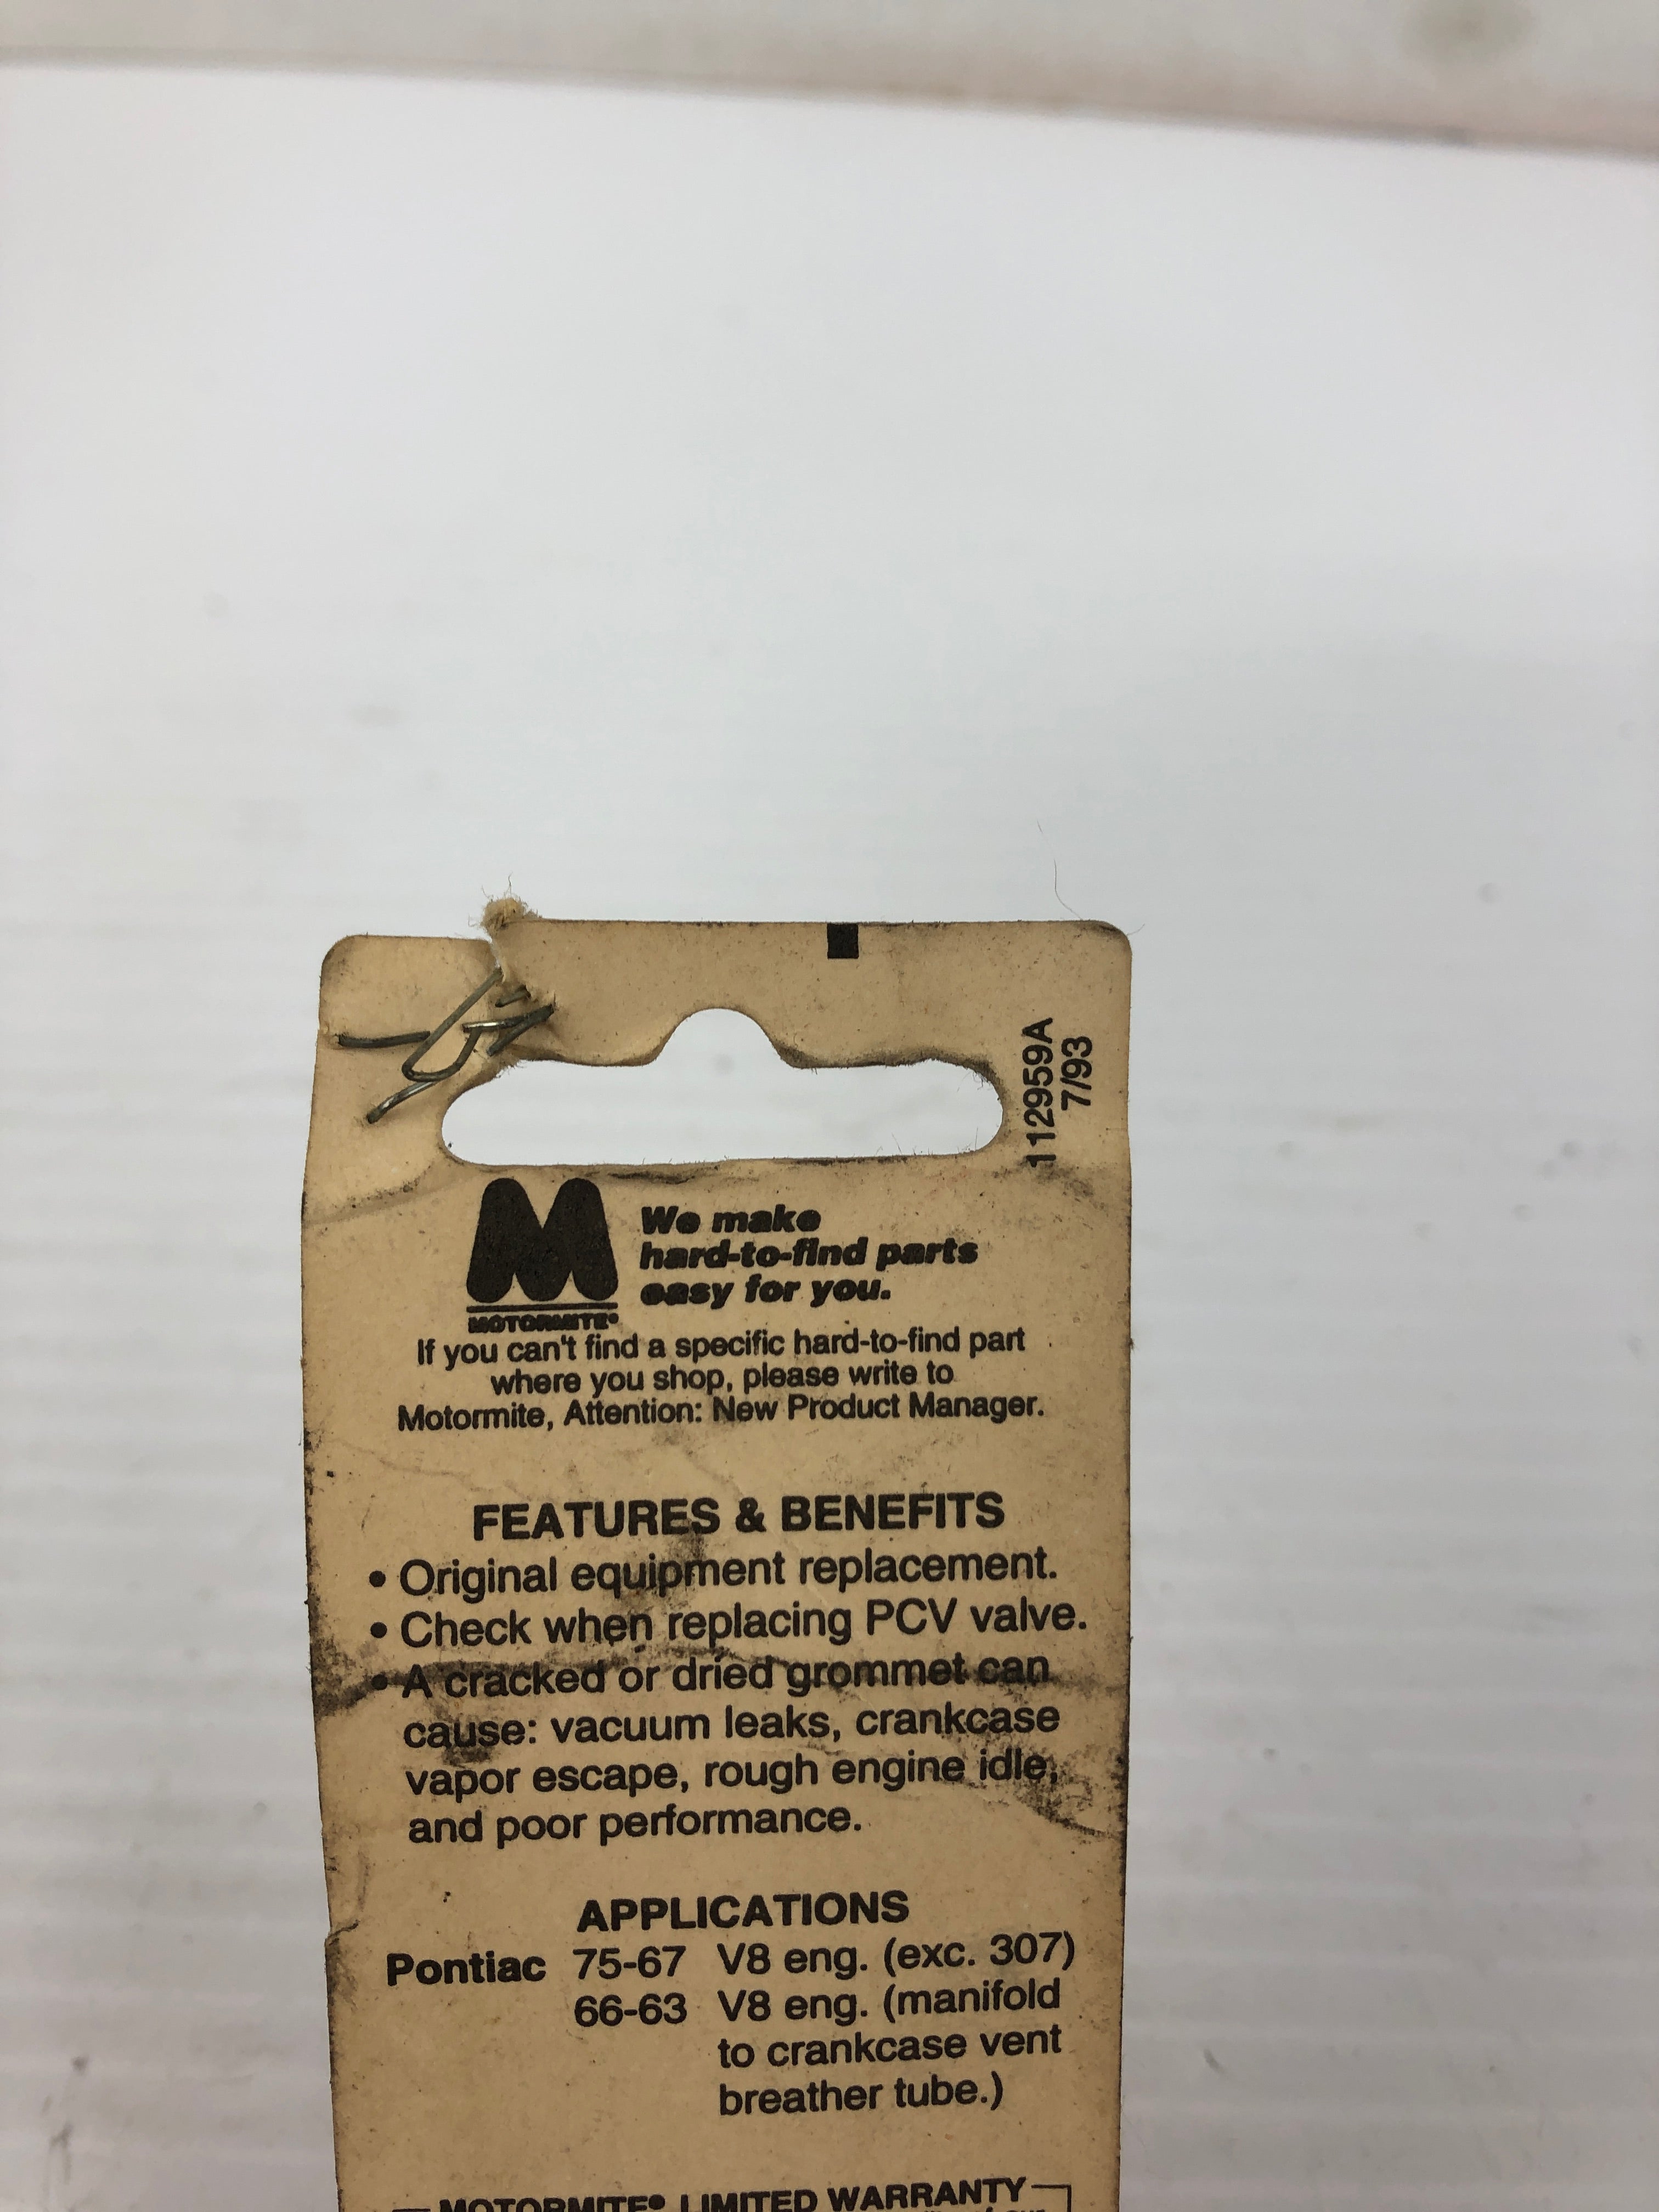 112959A
7/93
We make
hard-to-find parts
easy for you.
MOTORMITE®
If you can't find a specific hard-to-find part
where you shop, please write to
Motormite, Attention: New Product Manager.
FEATURES & BENEFITS
• Original equipment replacement.
• Check when replacing PCV valve.
• A cracked or dried grommet can
cause: vacuum leaks, crankcase
vapor escape, rough engine idle,
and poor performance.
APPLICATIONS
Pontiac 75-67 V8 eng. (exc. 307)
66-63 V8 eng. (manifold
to crankcase vent
breather tube.)
MOTORMITE® LIMITED WARRANTY